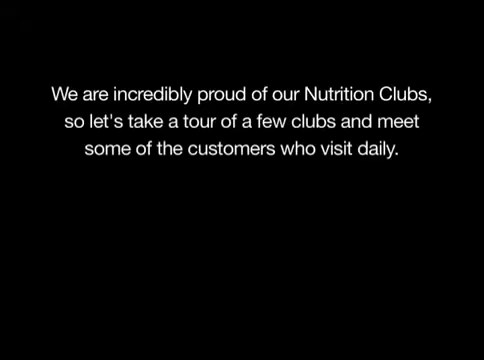 We are incredibly proud of our Nutrition Clubs,
so let's take a tour of a few clubs and meet
some of the customers who visit daily.